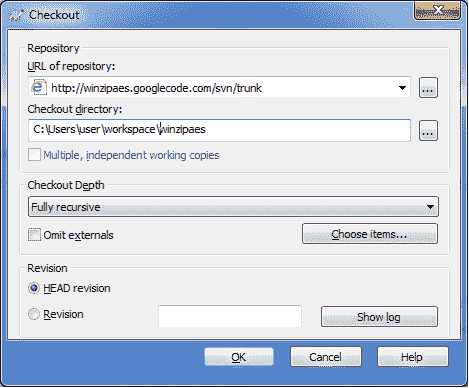 Checkout
Repository
URL of repository:
http://winzipaes.googlecode.com/svn/trunk
...
Checkout directory:
C:\Users\user\workspace\winzipaes
...
Multiple, independent working copies
Checkout Depth
Fully recursive
Omit externals
Choose items...
Revision
HEAD revision
Revision
Show log
OK
Cancel
Help